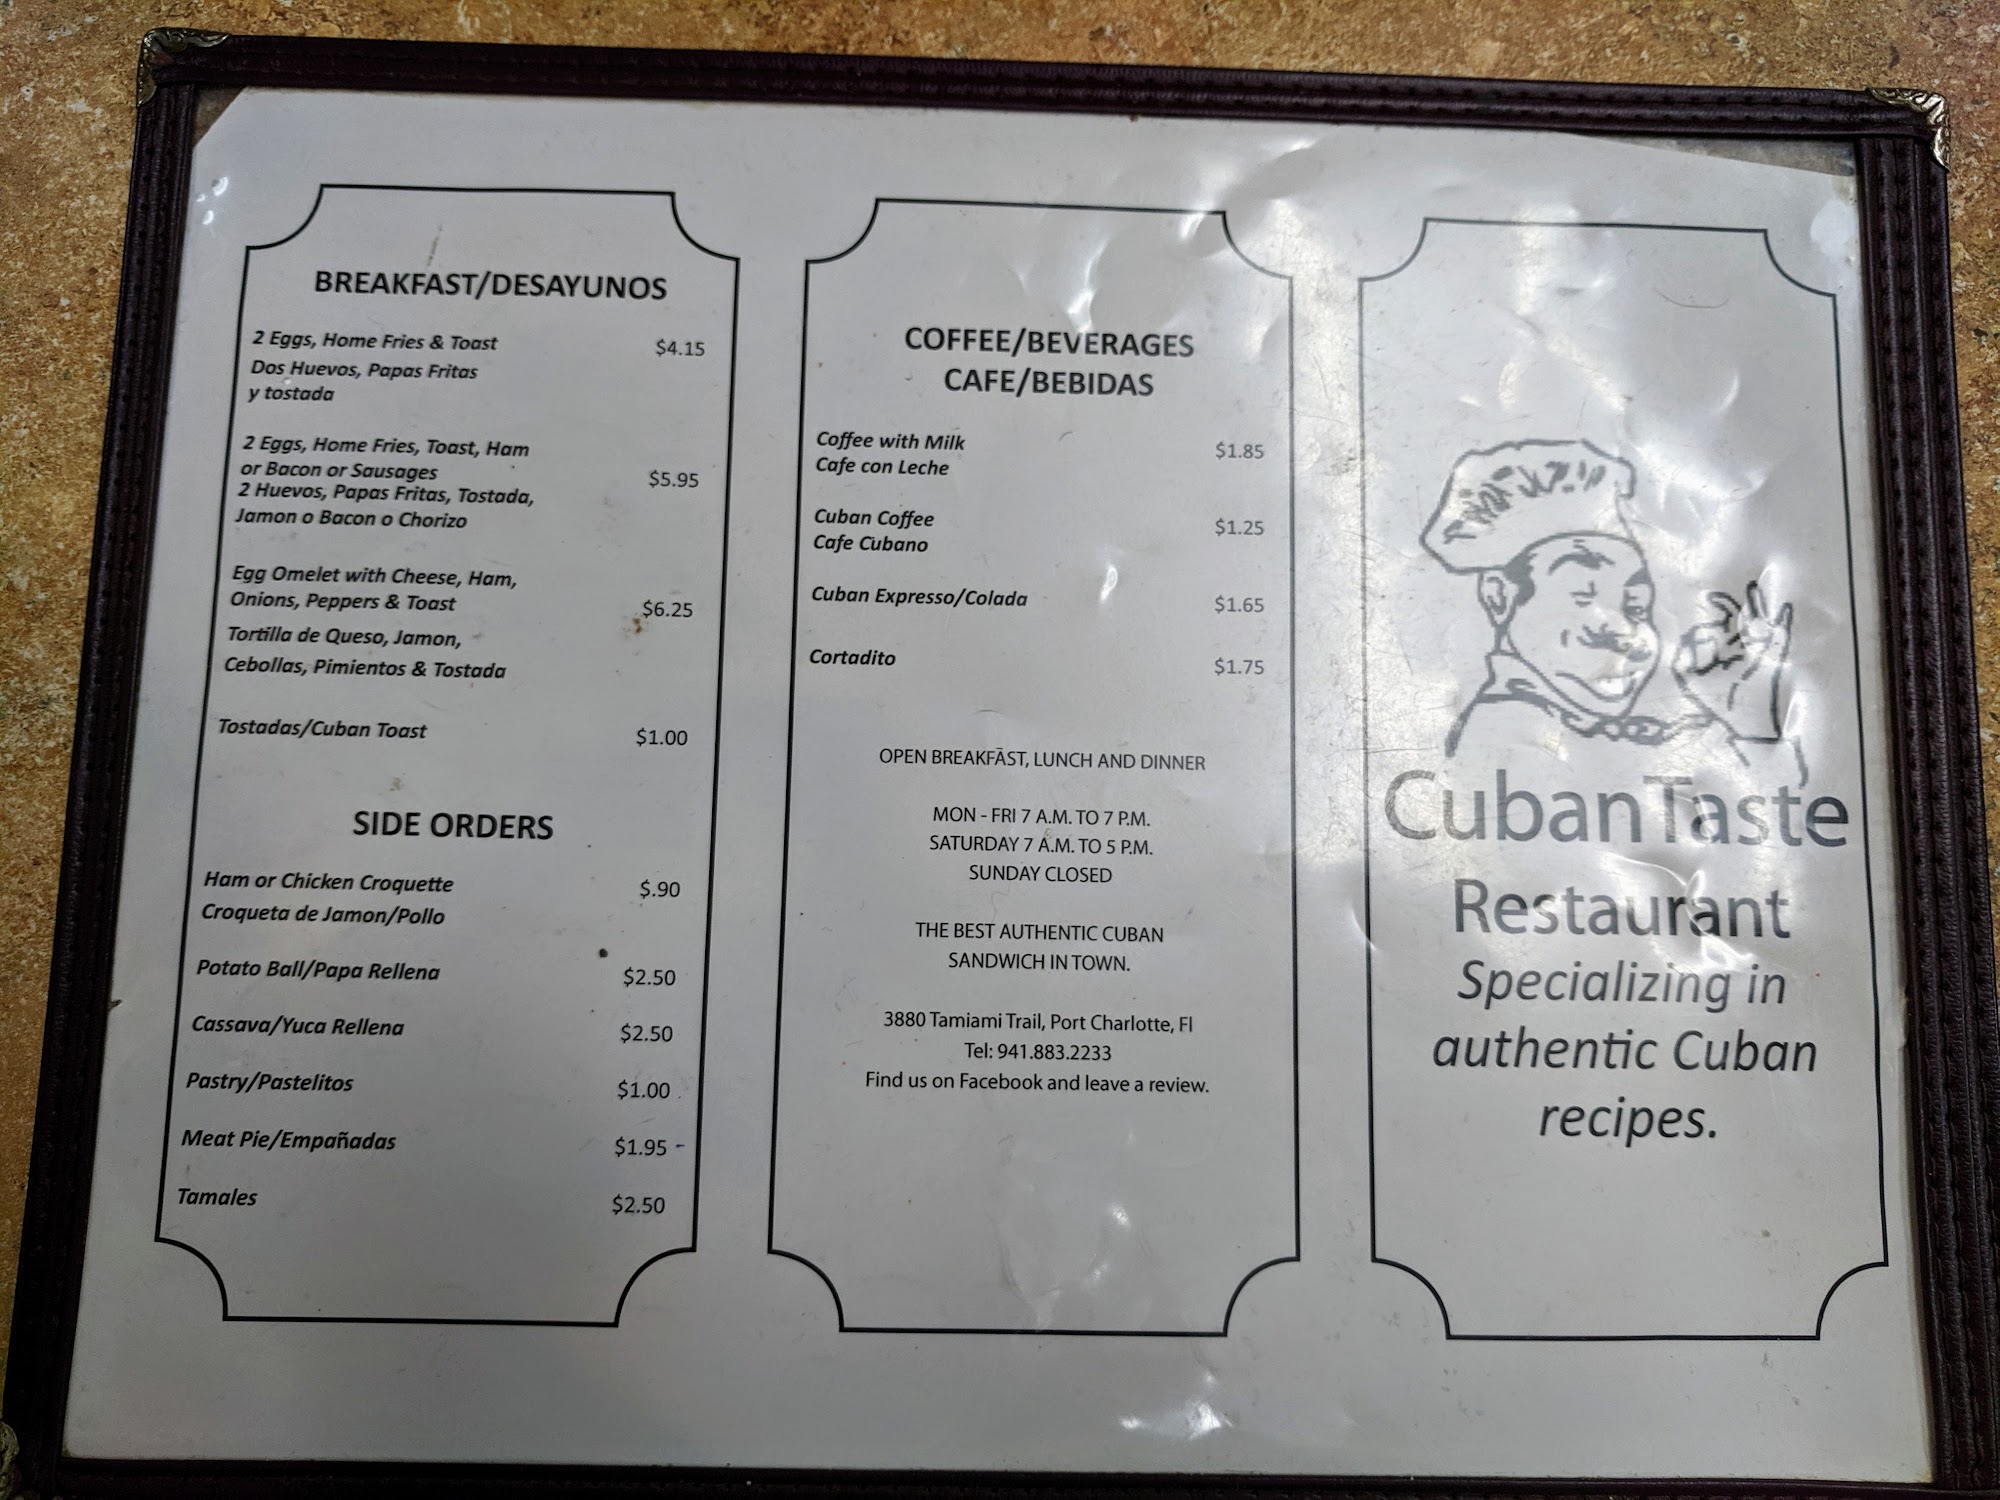 BREAKFAST/DESAYUNOS
2 Eggs, Home Fries & Toast $4.15
Dos Huevos, Papas Fritas
y tostada
2 Eggs, Home Fries, Toast, Ham
or Bacon or Sausages $5.95
2 Huevos, Papas Fritas, Tostada,
Jamon o Bacon o Chorizo
Egg Omelet with Cheese, Ham,
Onions, Peppers & Toast $6.25
Tortilla de Queso, Jamon,
Cebollas, Pimientos & Tostada
Tostadas/Cuban Toast $1.00
SIDE ORDERS
Ham or Chicken Croquette $.90
Croqueta de Jamon/Pollo
Potato Ball/Papa Rellena $2.50
Cassava/Yuca Rellena $2.50
Pastry/Pastelitos $1.00
Meat Pie/Empañadas $1.95
Tamales $2.50
COFFEE/BEVERAGES
CAFE/BEBIDAS
Coffee with Milk $1.85
Cafe con Leche
Cuban Coffee $1.25
Cafe Cubano
Cuban Expresso/Colada $1.65
Cortadito $1.75
OPEN BREAKFAST, LUNCH AND DINNER
MON - FRI 7 A.M. TO 7 P.M.
SATURDAY 7 A.M. TO 5 P.M.
SUNDAY CLOSED
THE BEST AUTHENTIC CUBAN
SANDWICH IN TOWN.
3880 Tamiami Trail, Port Charlotte, Fl
Tel: 941.883.2233
Find us on Facebook and leave a review.
CubanTaste
Restaurant
Specializing in
authentic Cuban
recipes.